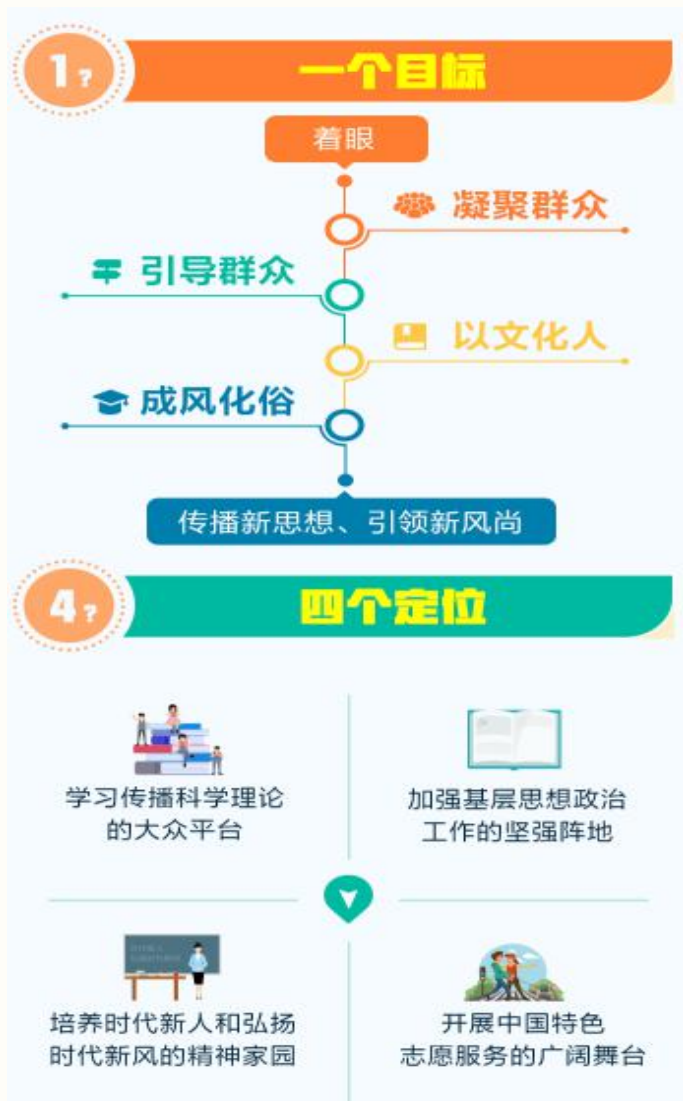 1?
一个目标
着眼
凝聚群众
引导群众
以文化人
成风化俗
传播新思想、引领新风尚
4?
四个定位
学习传播科学理论
的大众平台
加强基层思想政治
工作的坚强阵地
培养时代新人和弘扬
时代新风的精神家园
开展中国特色
志愿服务的广阔舞台